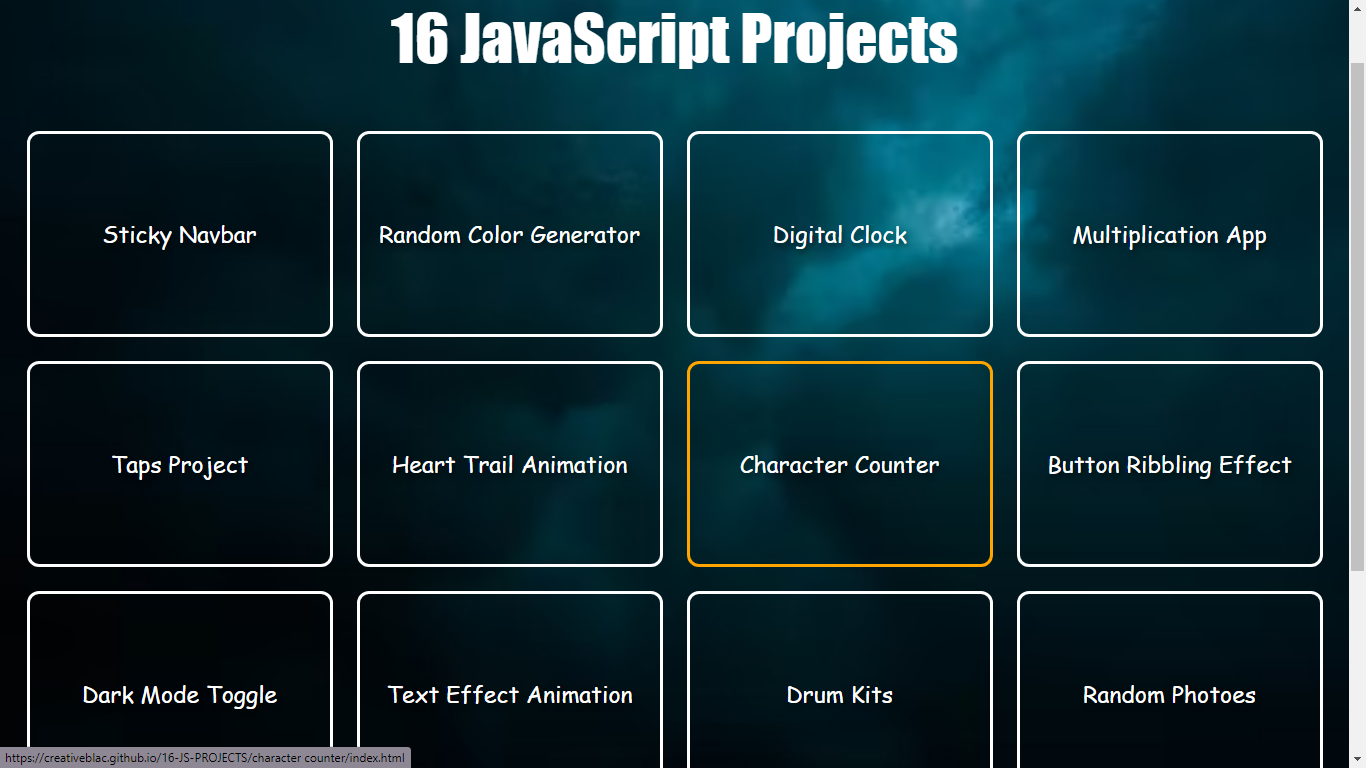 16 JavaScript Projects
Sticky Navbar
Random Color Generator
Digital Clock
Multiplication App
Taps Project
Heart Trail Animation
Character Counter
Button Ribbling Effect
Dark Mode Toggle
Text Effect Animation
Drum Kits
Random Photoes
https://creativeblac.github.io/16-JS-PROJECTS/character counter/index.html